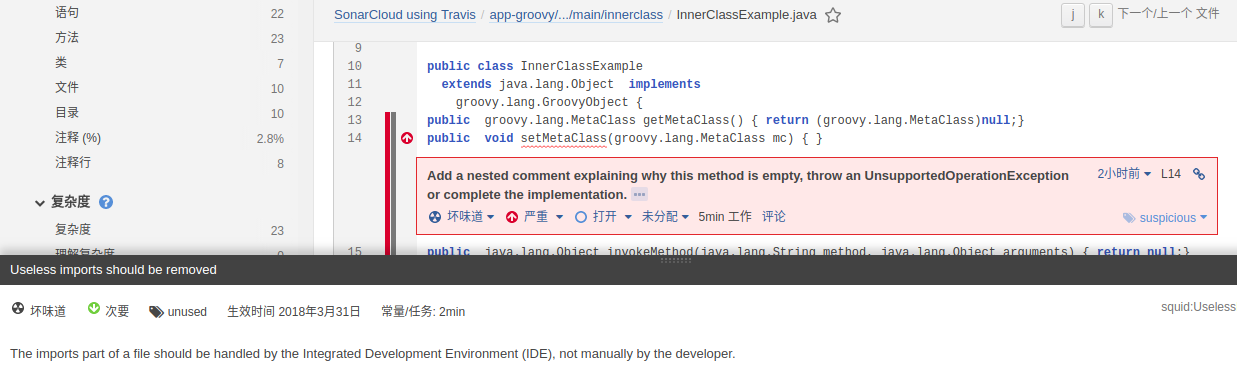 语句 22
方法 23
类 7
文件 10
目录 10
注释 (%) 2.8%
注释行 8
复杂度 ?
复杂度 23
理解复杂度 0
SonarCloud using Travis / app-groovy/.../main/innerclass / InnerClassExample.java
j k 下一个/上一个 文件
9
10 public class InnerClassExample
11 extends java.lang.Object  implements
12 groovy.lang.GroovyObject {
13 public  groovy.lang.MetaClass getMetaClass() { return (groovy.lang.MetaClass)null;}
14 public  void setMetaClass(groovy.lang.MetaClass mc) { }
Add a nested comment explaining why this method is empty, throw an UnsupportedOperationException 2小时前 L14
or complete the implementation.
坏味道 严重 打开 未分配 5min 工作 评论 suspicious
15 public  java.lang.Object invokeMethod(java.lang.String method, java.lang.Object arguments) { return null;}
Useless imports should be removed
坏味道 次要 unused 生效时间 2018年3月31日 常量/任务: 2min squid:Useless
The imports part of a file should be handled by the Integrated Development Environment (IDE), not manually by the developer.